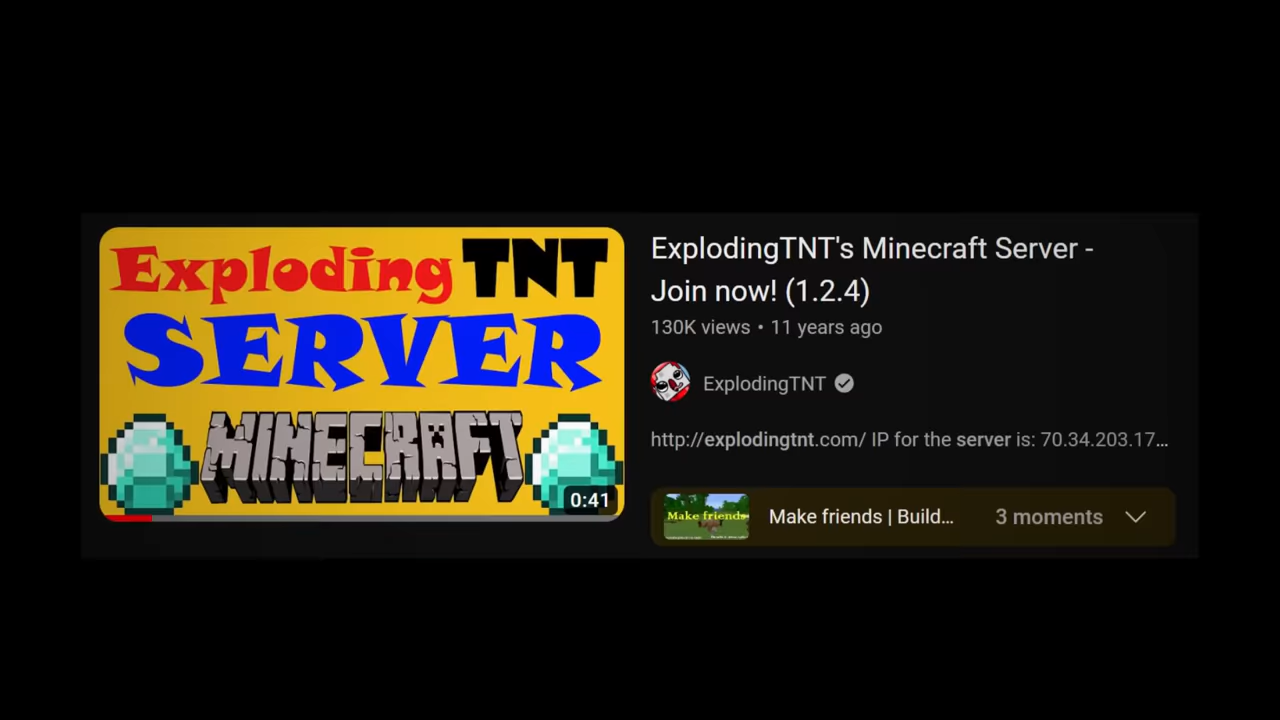 Exploding TNT
SERVER
MINECRAFT
0:41
ExplodingTNT's Minecraft Server -
Join now! (1.2.4)
130K views • 11 years ago
ExplodingTNT
http://explodingtnt.com/ IP for the server is: 70.34.203.17...
Make friends
Make friends | Build...
3 moments